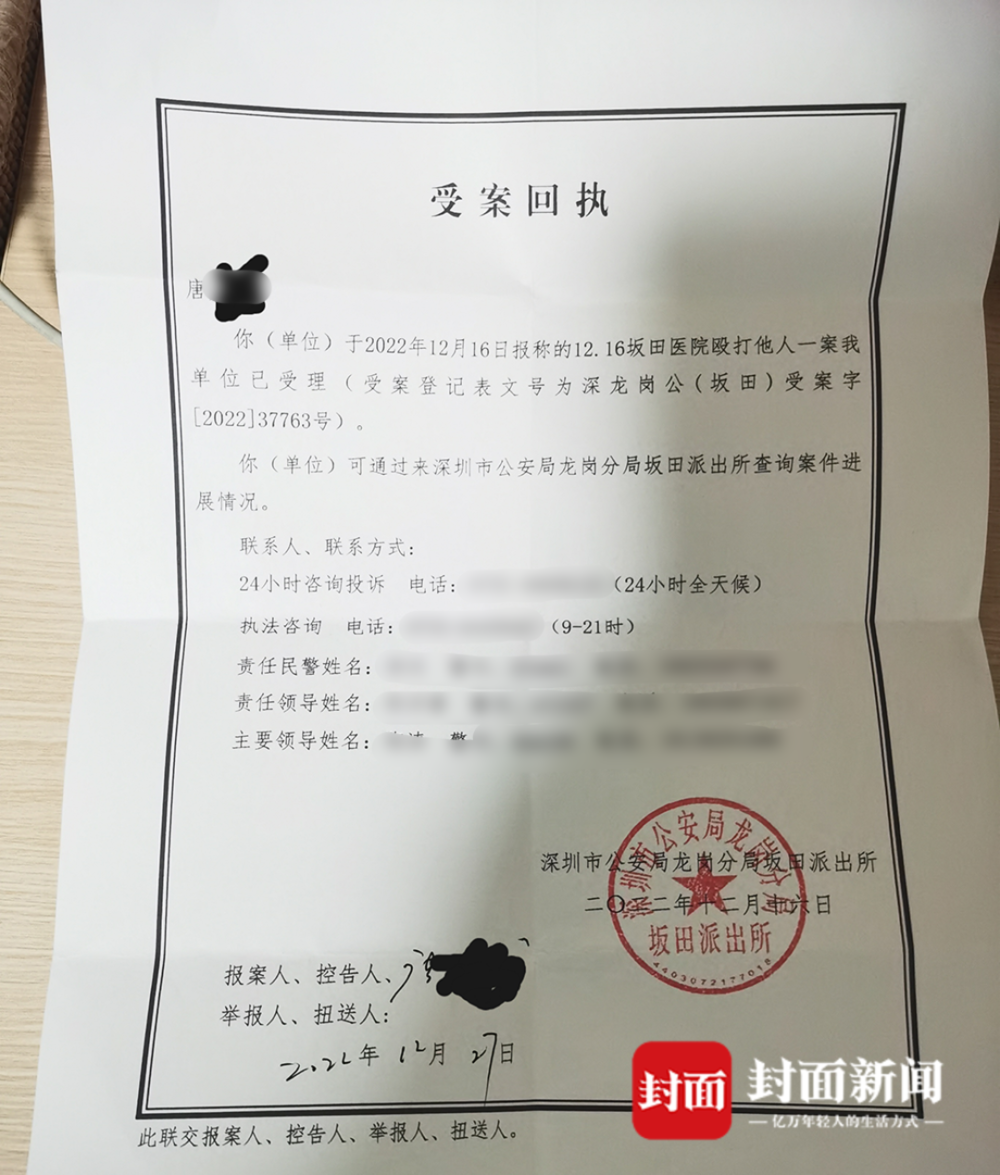 受案回执
唐
你（单位）于2022年12月16日报称的12.16坂田医院殴打他人一案我
单位已受理（受案登记表文号为深龙岗公(坂田)受案字
[2022]37763号）。
你（单位）可通过来深圳市公安局龙岗分局坂田派出所查询案件进
展情况。
联系人、联系方式：
24小时咨询投诉 电话： （24小时全天候）
执法咨询 电话： （9-21时）
责任民警姓名：
责任领导姓名：
主要领导姓名：
深圳市公安局龙岗分局坂田派出所
二〇二二年十二月十六日
深圳市公安局龙岗分局
坂田派出所
4403072177018
报案人、控告人、唐
举报人、扭送人：
2022年 12月 27日
此联交报案人、控告人、举报人、扭送人。
封面 封面新闻
亿万年轻人的生活方式